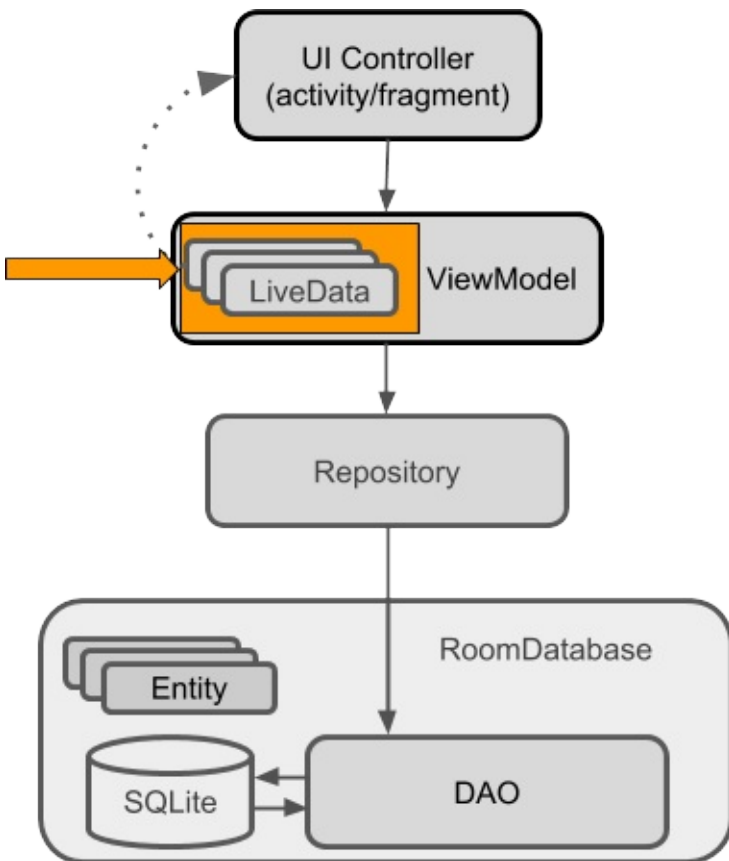 UI Controller
(activity/fragment)
LiveData
ViewModel
Repository
RoomDatabase
Entity
SQLite
DAO